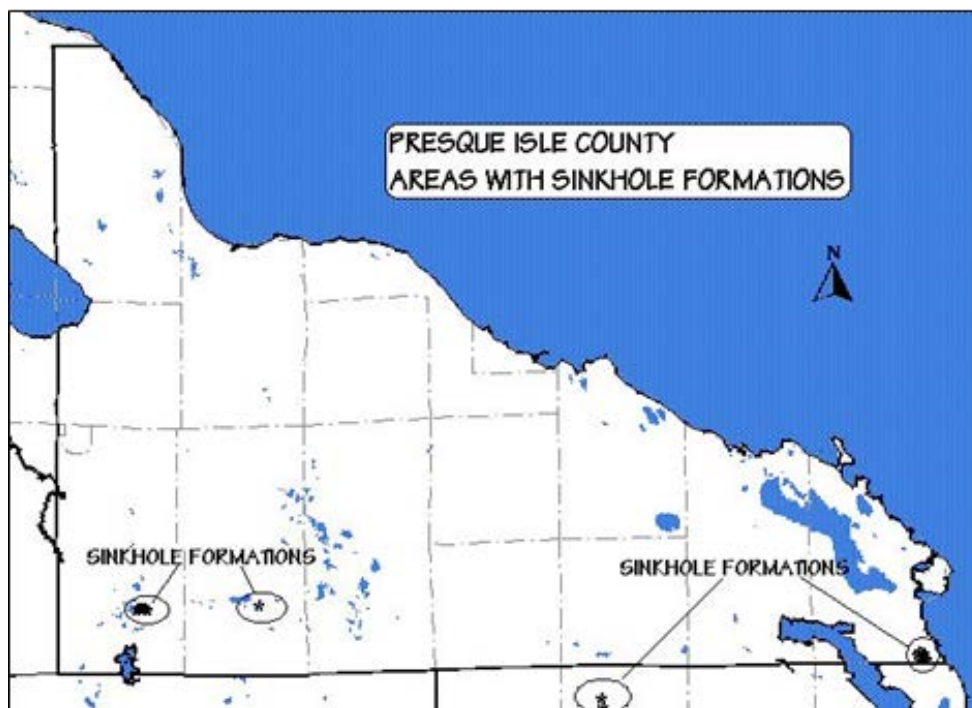 PRESQUE ISLE COUNTY
AREAS WITH SINKHOLE FORMATIONS
N
SINKHOLE FORMATIONS
SINKHOLE FORMATIONS